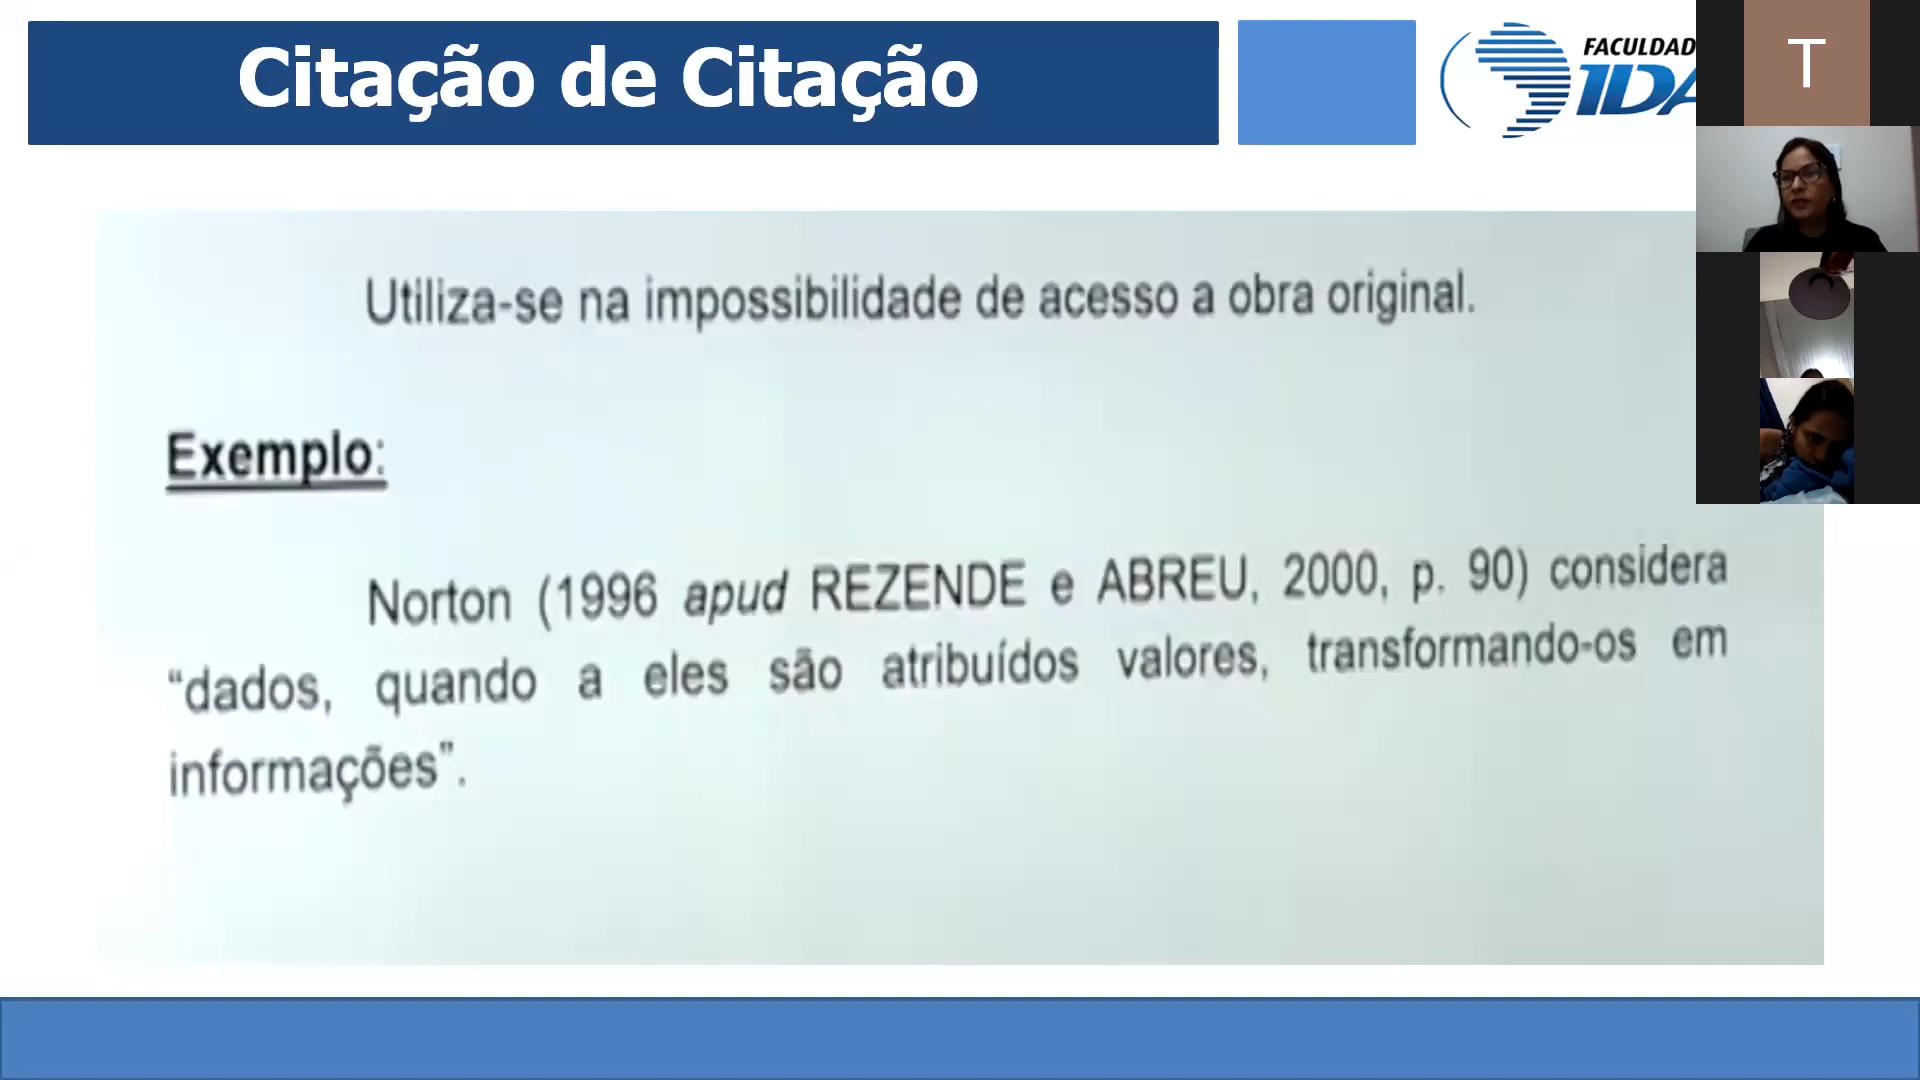 Citação de Citação
FACULDAD
IDA
T
Utiliza-se na impossibilidade de acesso a obra original.
Exemplo:
Norton (1996 apud REZENDE e ABREU, 2000, p. 90) considera
“dados, quando a eles são atribuídos valores, transformando-os em
informações”.